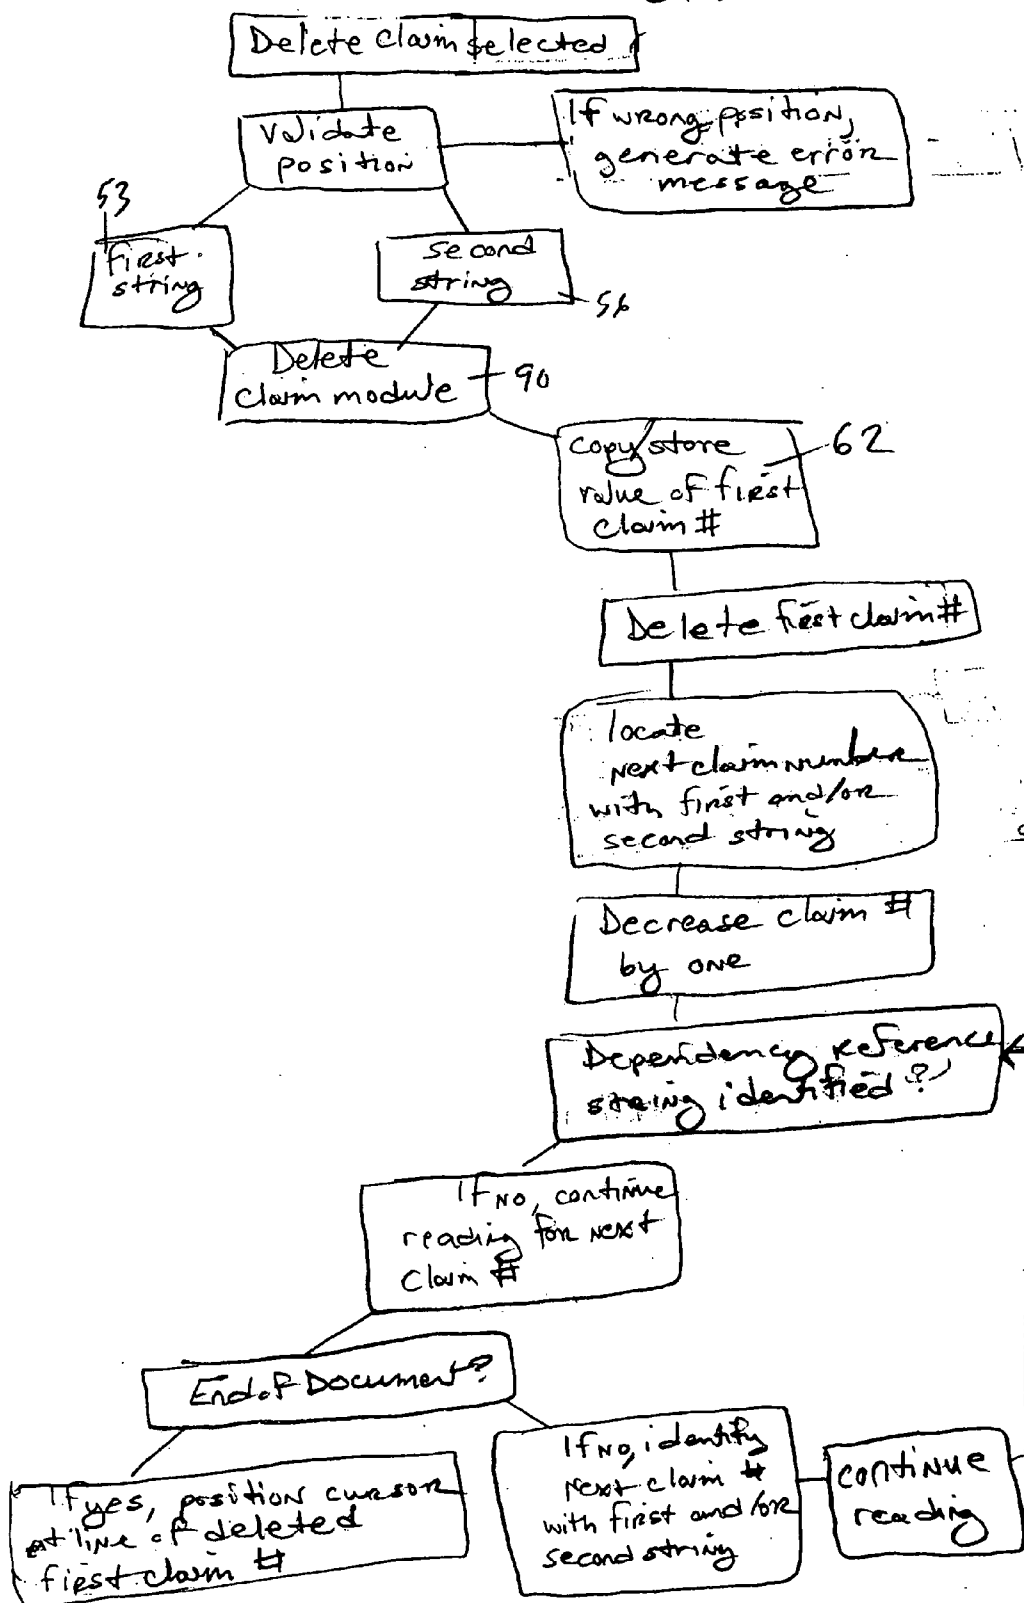 Delete claim selected
Validate
position
If wrong position,
generate error
message
53
first
string
second
string
56
Delete
claim module
90
copy/store
value of first
claim #
62
Delete first claim #
locate
next claim number
with first and/or
second string
Decrease claim #
by one
Dependency reference
string identified?
If no, continue
reading for next
claim #
End of Document?
If yes, position cursor
at line of deleted
first claim #
If no, identify
next claim #
with first and/or
second string
continue
reading